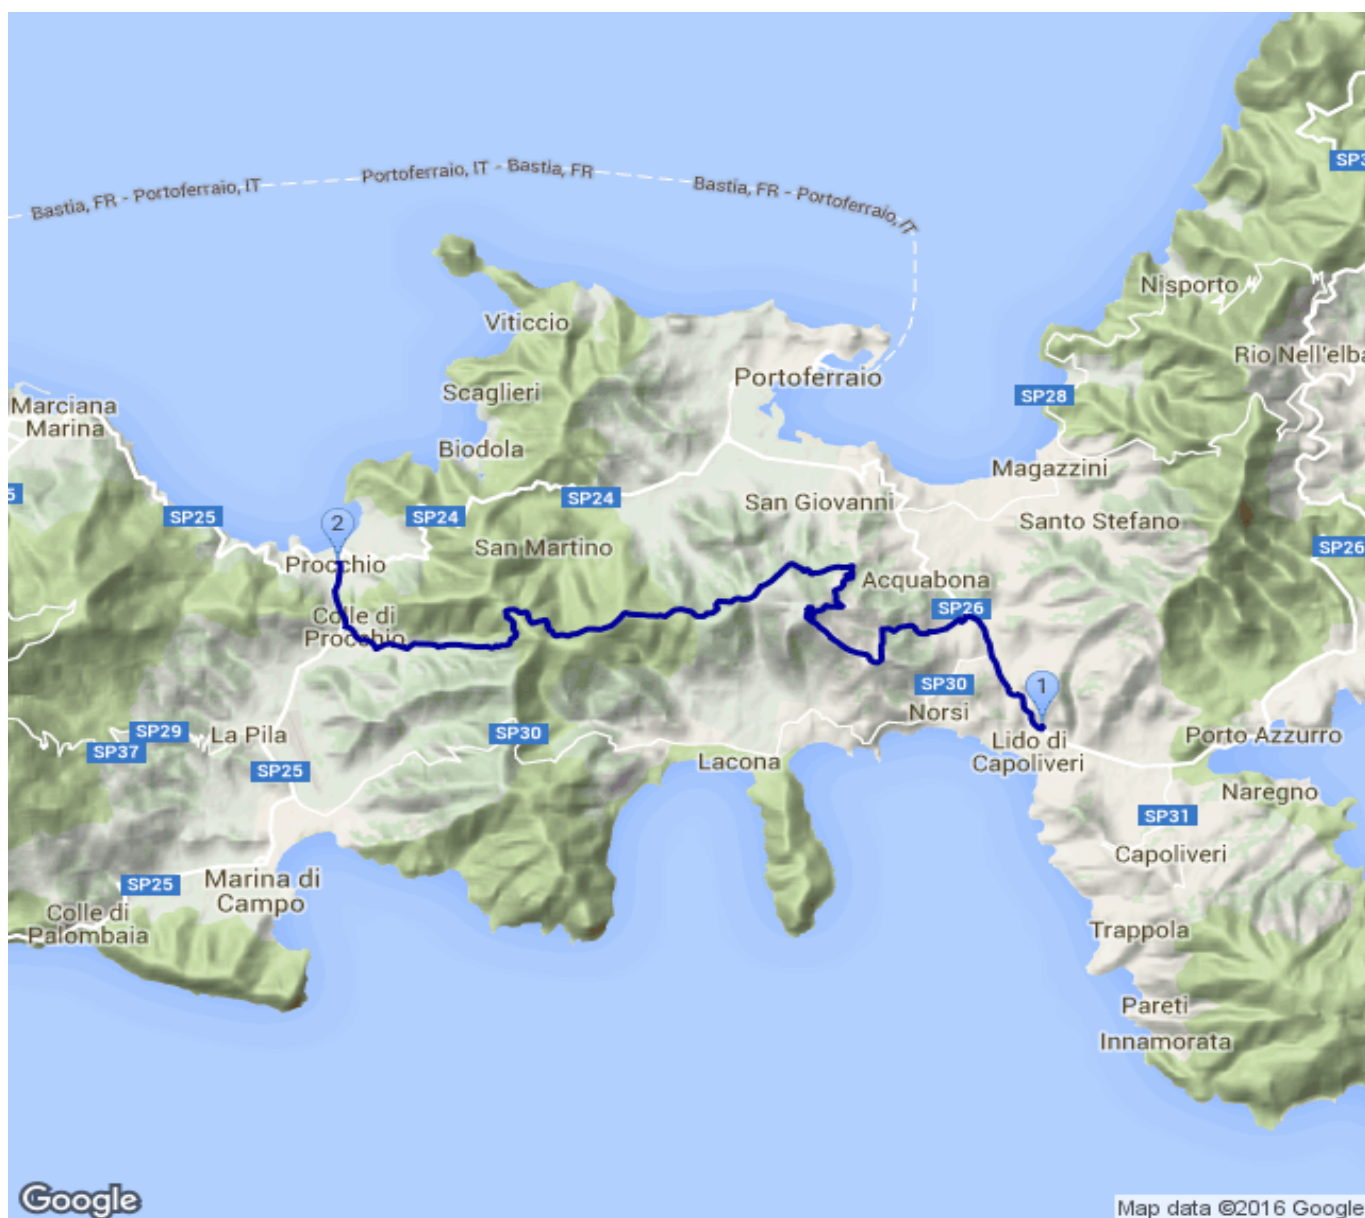 Bastia, FR - Portoferraio, IT
Portoferraio, IT - Bastia, FR
Bastia, FR - Portoferraio, IT
SP3
Nisporto
Viticcio
Rio Nell'elba
Portoferraio
Scaglieri
SP28
Marciana
Marina
Biodola
Magazzini
5
SP24
San Giovanni
SP25
SP24
Santo Stefano
2
San Martino
SP26
Procchio
Acquabona
SP26
Colle di
Procchio
SP30
1
Norsi
SP29
La Pila
SP30
Lido di
Capoliveri
Porto Azzurro
SP37
Lacona
SP25
Naregno
SP31
Capoliveri
SP25
Marina di
Campo
Colle di
Palombaia
Trappola
Pareti
Innamorata
Google
Map data ©2016 Google